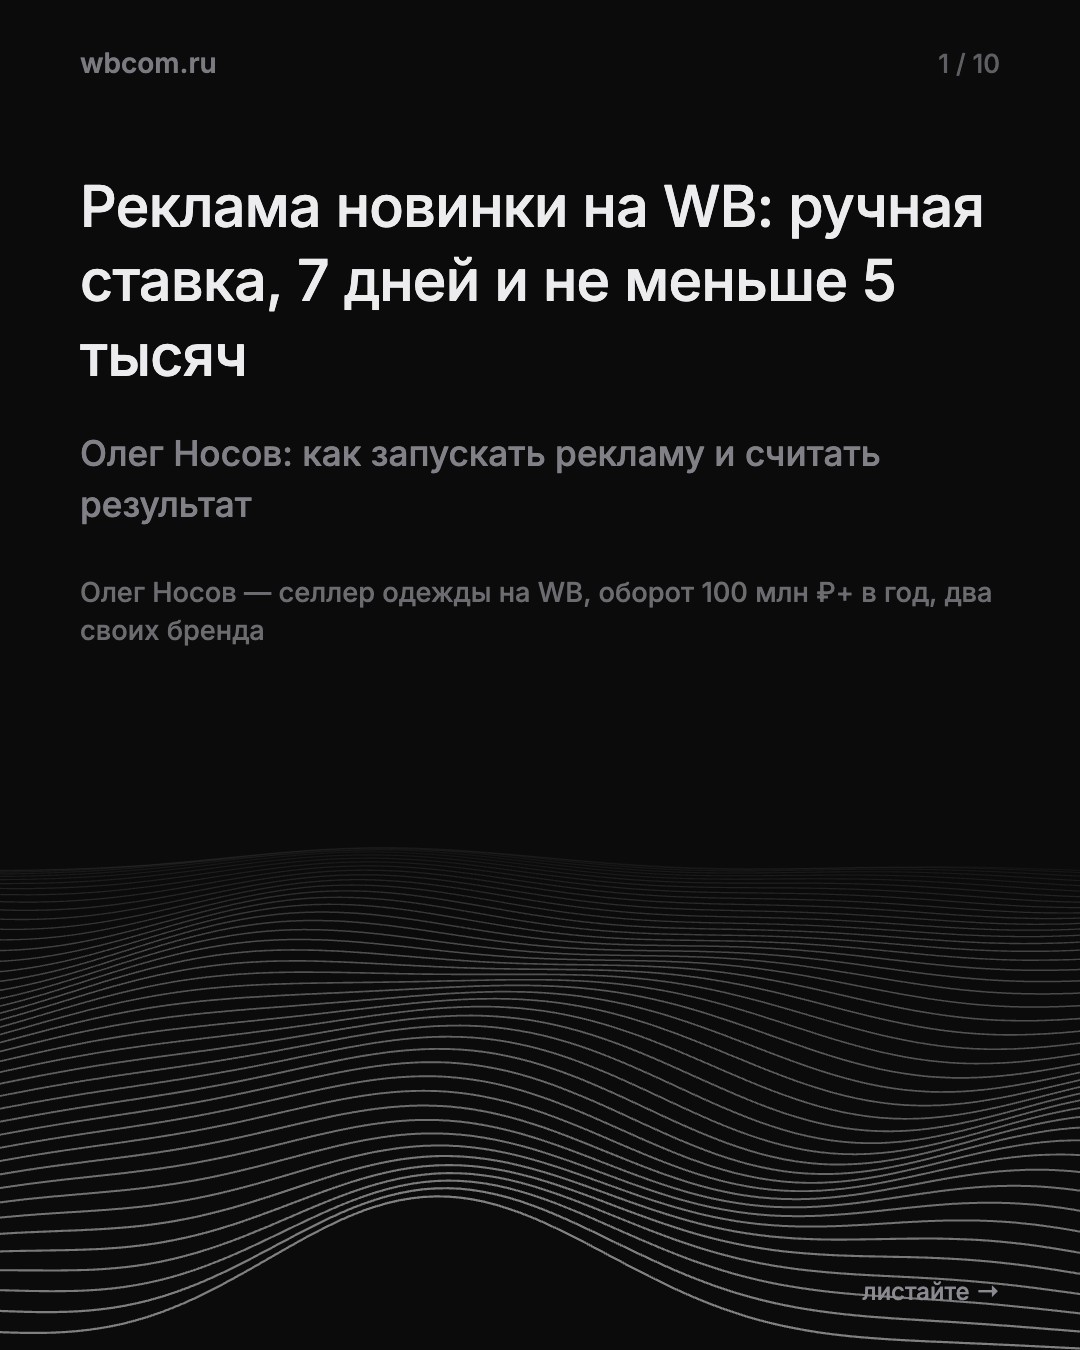 wbcom.ru
1 / 10
Реклама новинки на WB: ручная
ставка, 7 дней и не меньше 5
тысяч
Олег Носов: как запускать рекламу и считать
результат
Олег Носов — селлер одежды на WB, оборот 100 млн ₽+ в год, два
своих бренда
листайте →